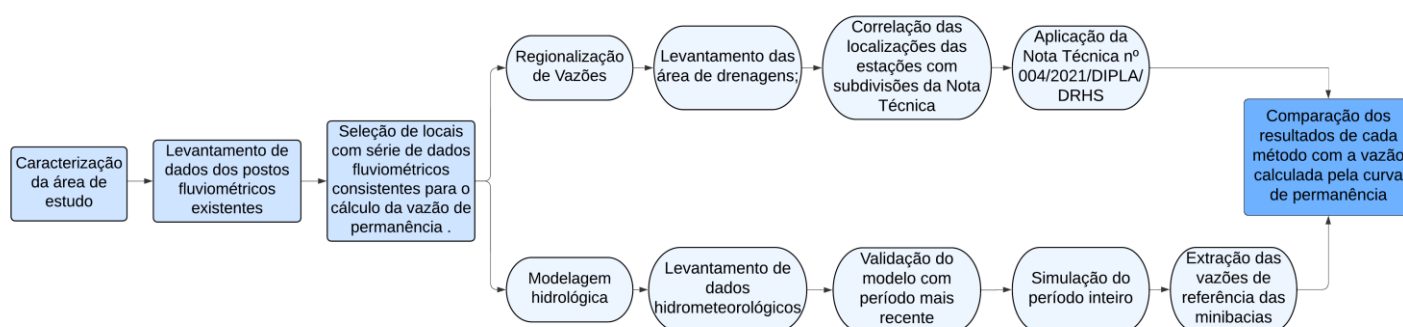 Caracterização
da área de
estudo
Levantamento de
dados dos postos
fluviométricos
existentes
Seleção de locais
com série de dados
fluviométricos
consistentes para o
cálculo da vazão de
permanência .
Regionalização
de Vazões
Levantamento das
área de drenagens;
Correlação das
localizações das
estações com
subdivisões da Nota
Técnica
Aplicação da
Nota Técnica nº
004/2021/DIPLA/
DRHS
Modelagem
hidrológica
Levantamento de
dados
hidrometeorológicos
Validação do
modelo com
período mais
recente
Simulação do
período inteiro
Extração das
vazões de
referência das
minibacias
Comparação dos
resultados de cada
método com a vazão
calculada pela curva
de permanência